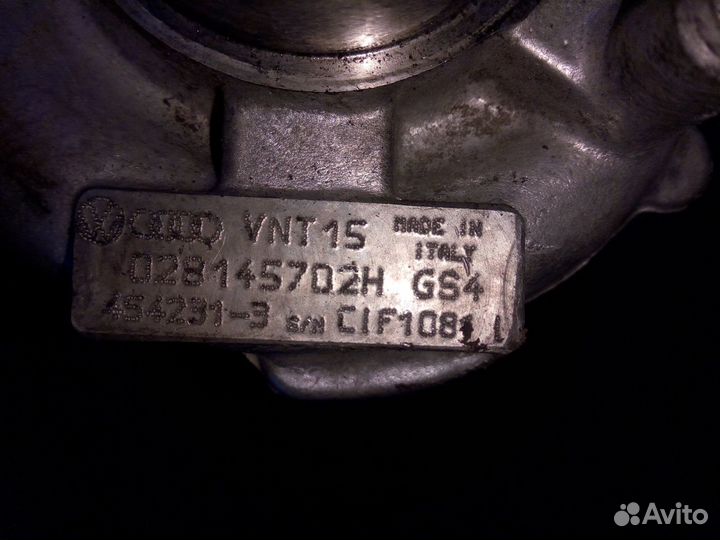 VNT15 MADE IN ITALY
028145702H GS4
454231-3 S/N CIF1081 L
Avito